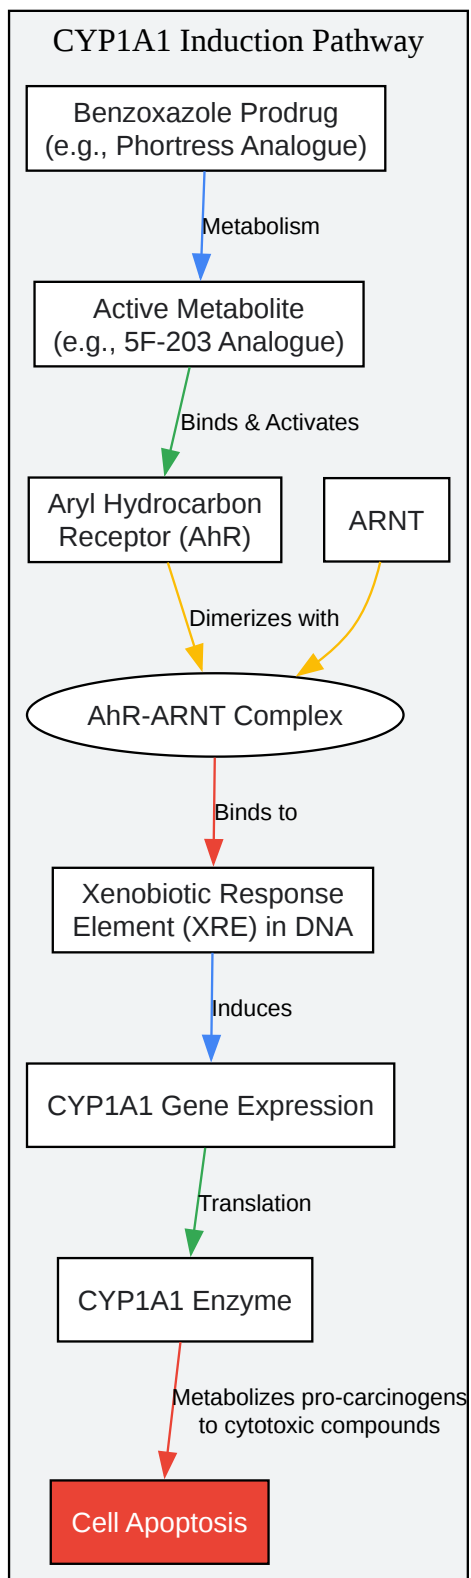 CYP1A1 Induction Pathway
Benzoxazole Prodrug
(e.g., Phortress Analogue)
Metabolism
Active Metabolite
(e.g., 5F-203 Analogue)
Binds & Activates
Aryl Hydrocarbon
Receptor (AhR)
ARNT
Dimerizes with
AhR-ARNT Complex
Binds to
Xenobiotic Response
Element (XRE) in DNA
Induces
CYP1A1 Gene Expression
Translation
CYP1A1 Enzyme
Metabolizes pro-carcinogens
to cytotoxic compounds
Cell Apoptosis